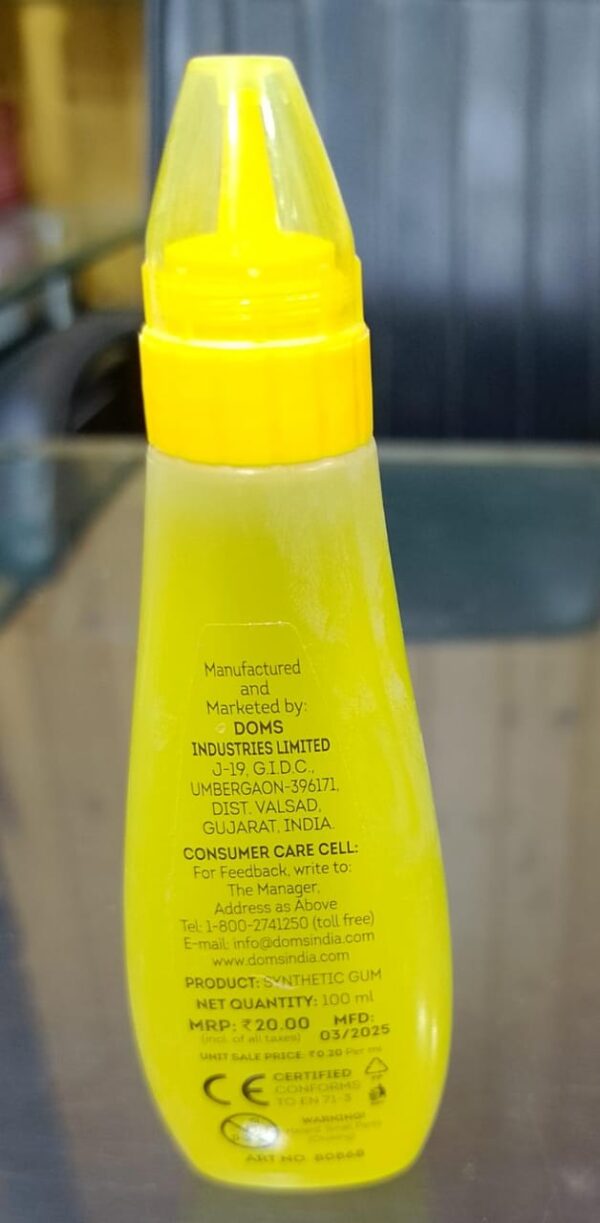 Manufactured
and
Marketed by:
DOMS
INDUSTRIES LIMITED
J-19, G.I.D.C.,
UMBERGAON-396171,
DIST. VALSAD,
GUJARAT, INDIA.
CONSUMER CARE CELL:
For Feedback, write to:
The Manager,
Address as Above
Tel: 1-800-2741250 (toll free)
E-mail: info@domsindia.com
www.domsindia.com
PRODUCT: SYNTHETIC GUM
NET QUANTITY: 100 ml
MRP: ₹20.00 MFD:
(incl. of all taxes) 03/2025
UNIT SALE PRICE: ₹0.20 Per ml
CE CERTIFIED
CONFORMS
TO EN 71-3
WARNING!
Small Parts
ART NO.